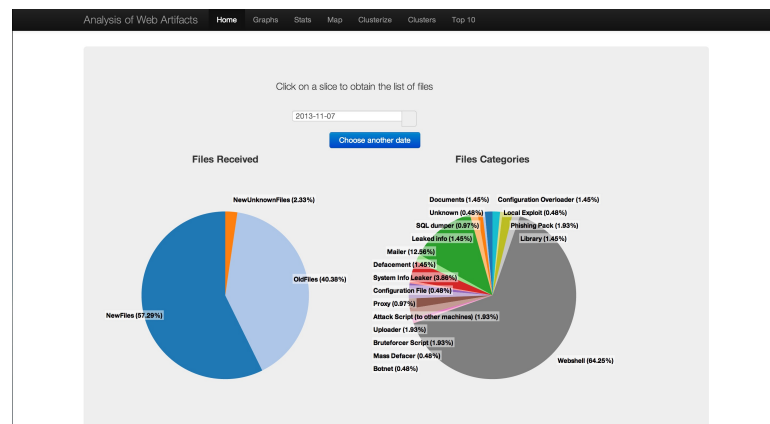 Analysis of Web Artifacts Home Graphs Stats Map Clusterize Clusters Top 10
Click on a slice to obtain the list of files
2013-11-07
Choose another date
Files Received
NewUnknownFiles (2.33%)
OldFiles (40.38%)
NewFiles (57.29%)
Files Categories
Documents (1.45%) Configuration Overloader (1.45%)
Unknown (0.48%) Local Exploit (0.48%)
SQL dumper (0.97%) Phishing Pack (1.93%)
Leaked info (1.45%) Library (1.45%)
Mailer (12.56%)
Defacement (1.45%)
System Info Leaker (3.86%)
Configuration File (0.48%)
Proxy (0.97%)
Attack Script (to other machines) (1.93%)
Uploader (1.93%)
Bruteforcer Script (1.93%)
Mass Defacer (0.48%)
Botnet (0.48%)
Webshell (64.25%)